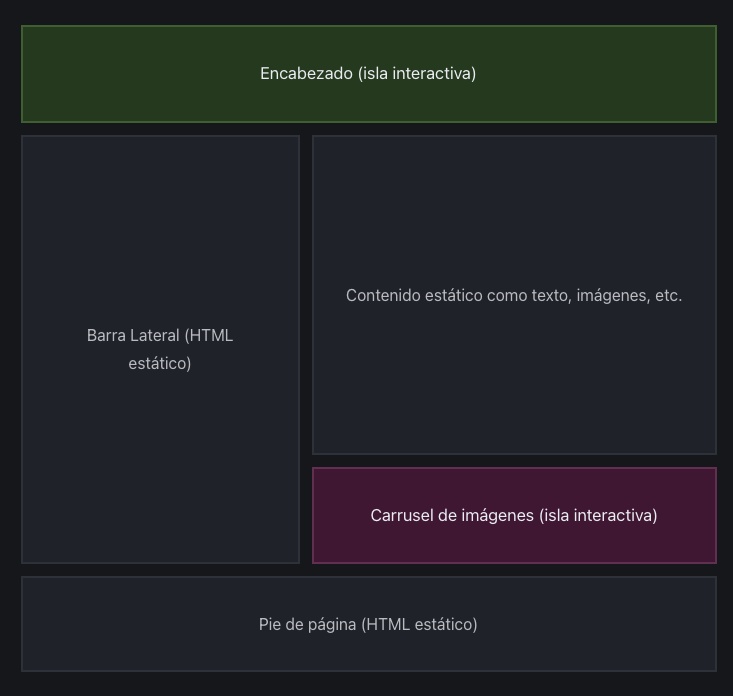 Encabezado (isla interactiva)
Barra Lateral (HTML
estático)
Contenido estático como texto, imágenes, etc.
Carrusel de imágenes (isla interactiva)
Pie de página (HTML estático)